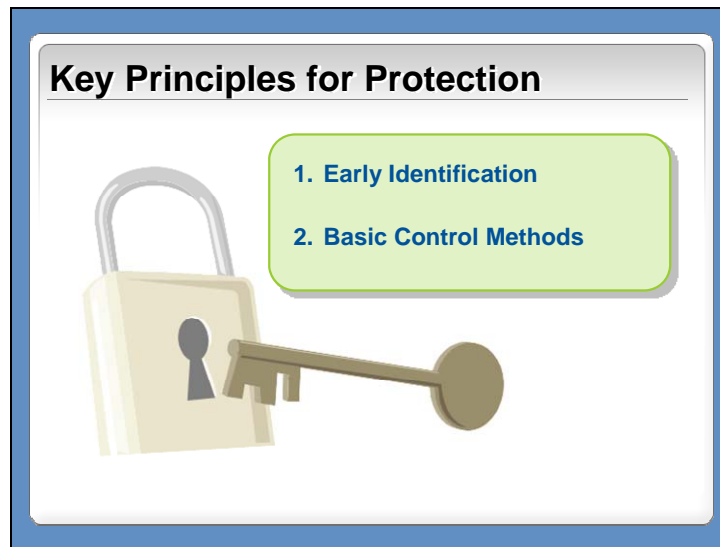 Key Principles for Protection
1. Early Identification
2. Basic Control Methods